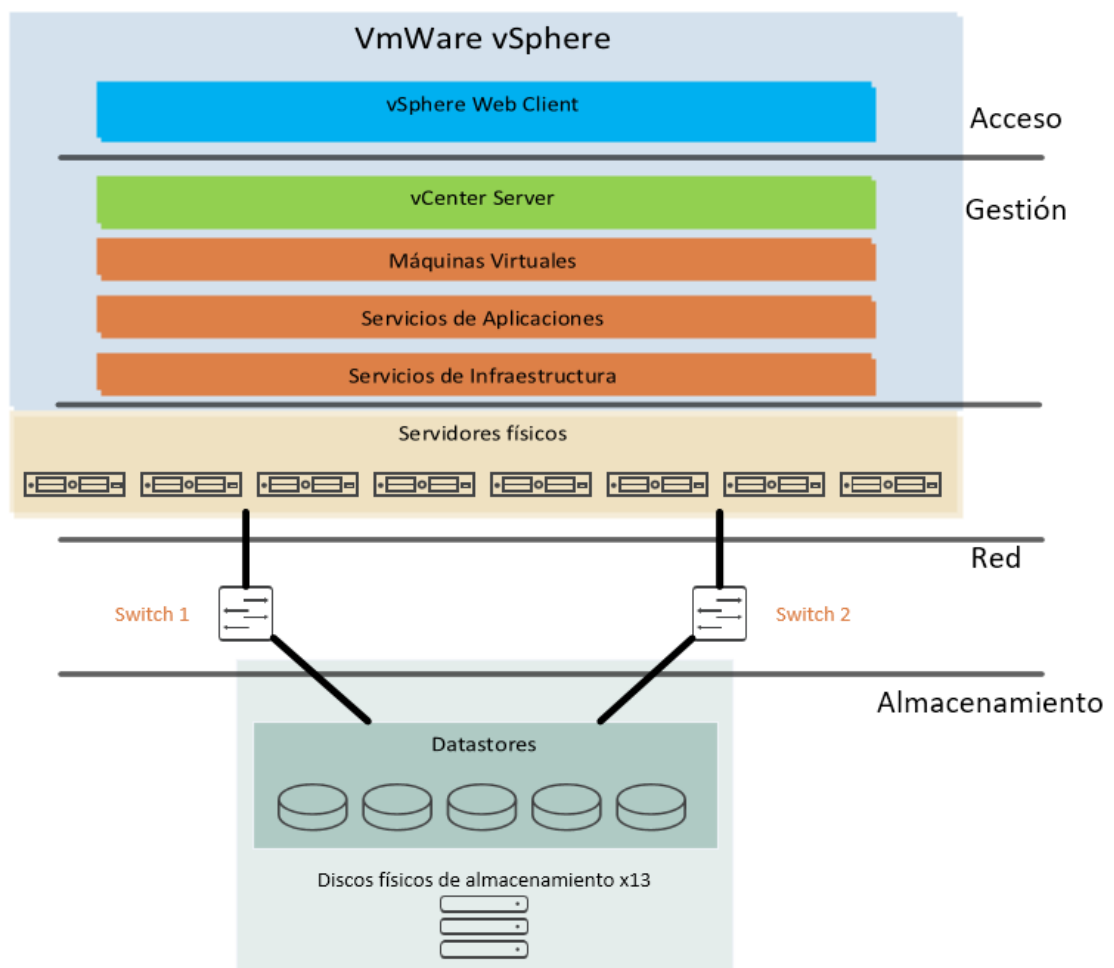 VmWare vSphere
vSphere Web Client
Acceso
vCenter Server
Gestión
Máquinas Virtuales
Servicios de Aplicaciones
Servicios de Infraestructura
Servidores físicos
Red
Switch 1
Switch 2
Almacenamiento
Datastores
Discos físicos de almacenamiento x13